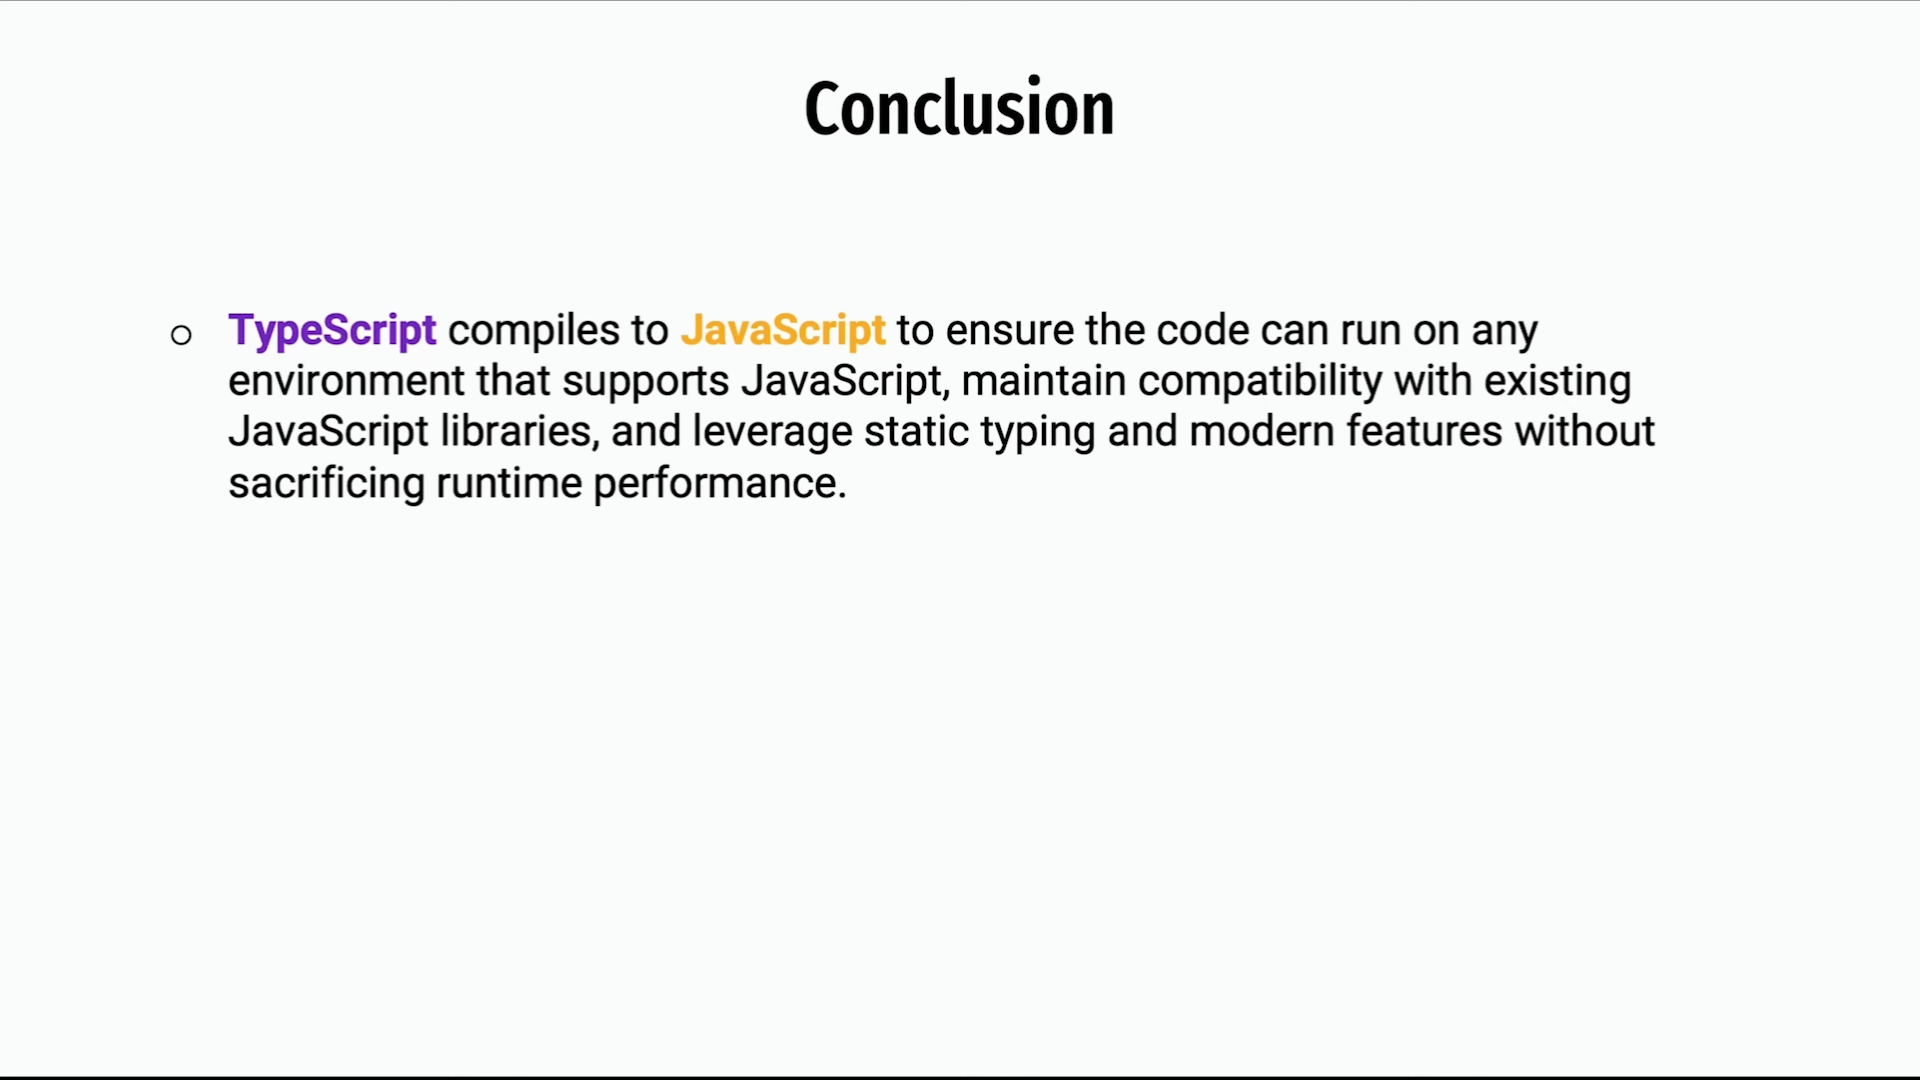 Conclusion
TypeScript compiles to JavaScript to ensure the code can run on any
environment that supports JavaScript, maintain compatibility with existing
JavaScript libraries, and leverage static typing and modern features without
sacrificing runtime performance.